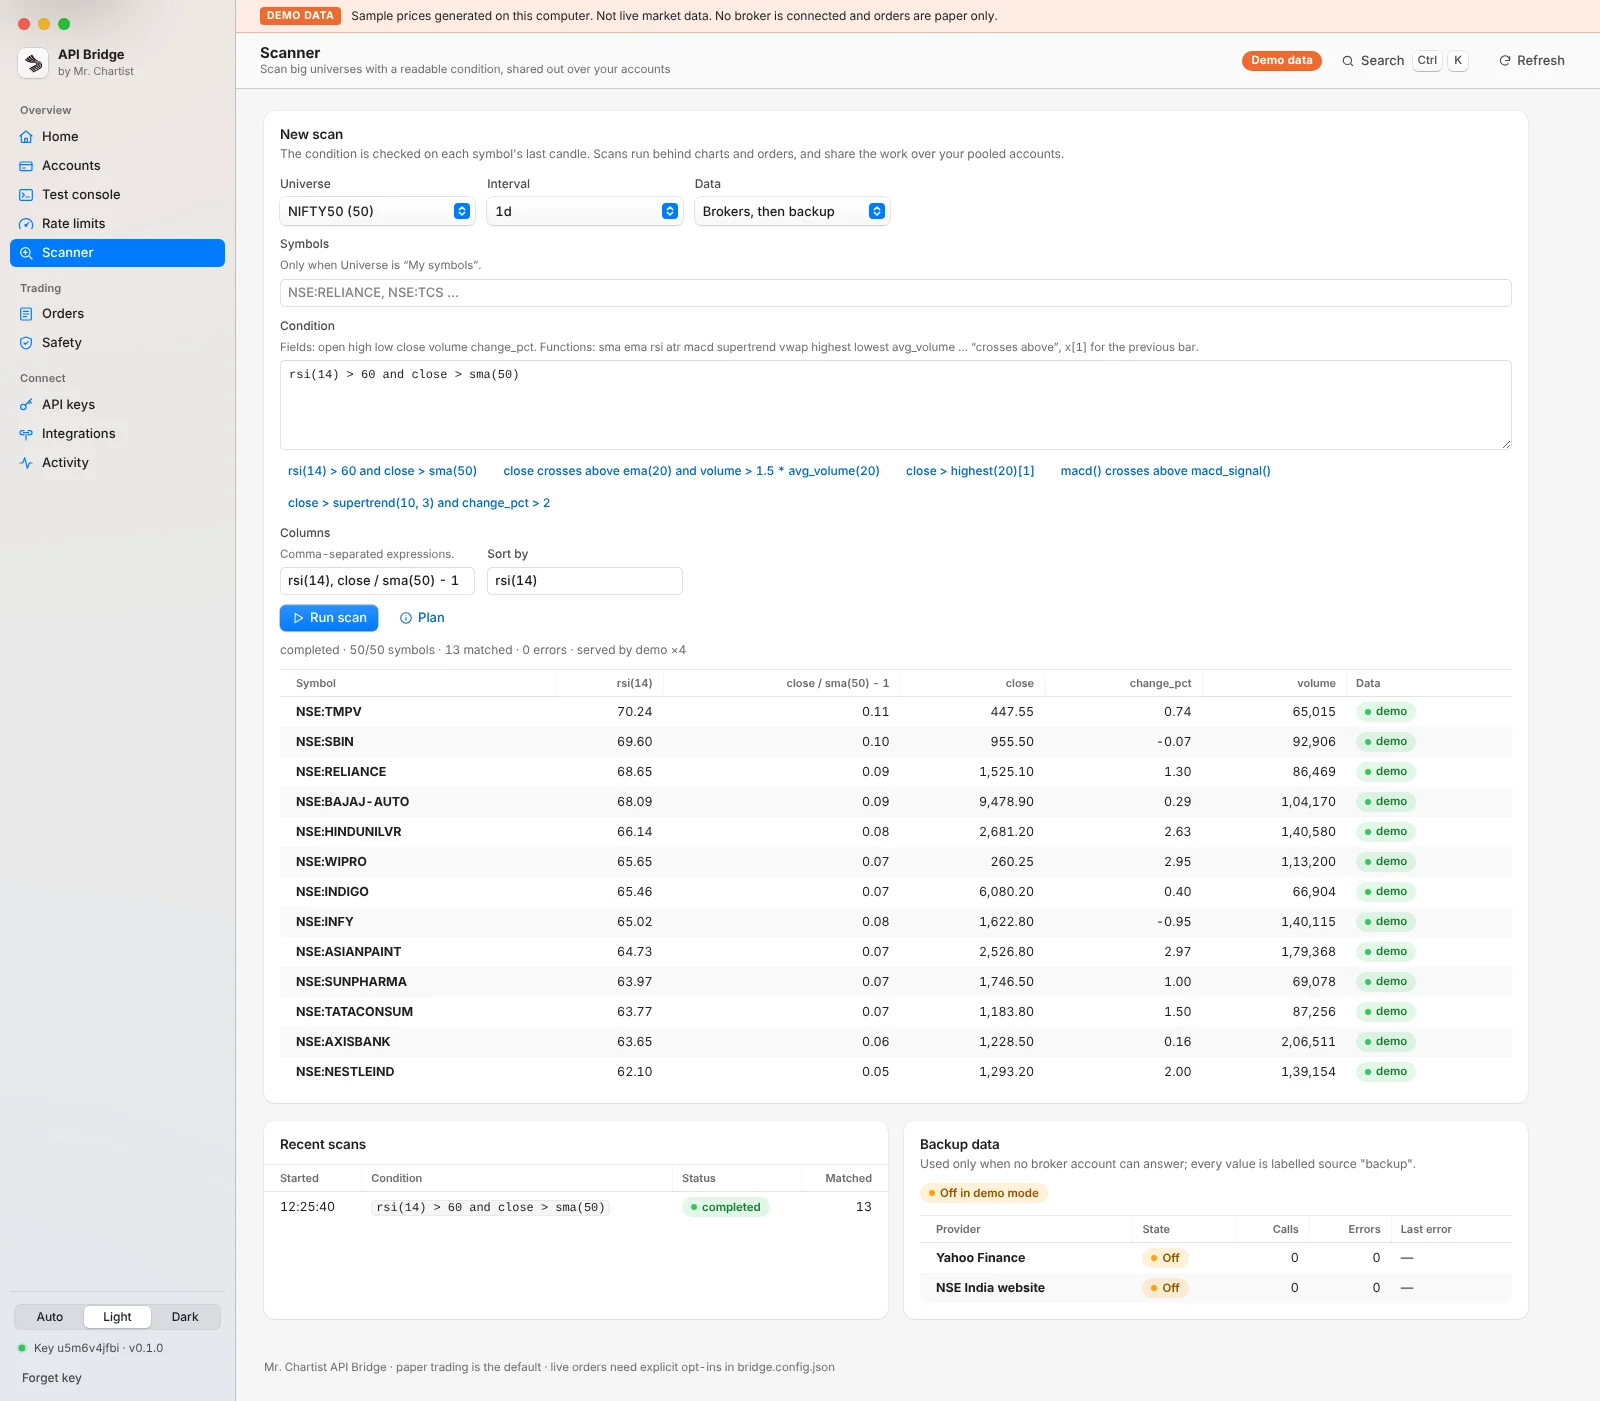 API Bridge
by Mr. Chartist
Overview
Home
Accounts
Test console
Rate limits
Scanner
Trading
Orders
Safety
Connect
API keys
Integrations
Activity
Auto Light Dark
Key u5m6v4jfbi · v0.1.0
Forget key
DEMO DATA Sample prices generated on this computer. Not live market data. No broker is connected and orders are paper only.
Scanner
Scan big universes with a readable condition, shared out over your accounts
Demo data Search Ctrl K Refresh
New scan
The condition is checked on each symbol's last candle. Scans run behind charts and orders, and share the work over your pooled accounts.
Universe Interval Data
NIFTY50 (50) 1d Brokers, then backup
Symbols
Only when Universe is “My symbols”.
NSE:RELIANCE, NSE:TCS ...
Condition
Fields: open high low close volume change_pct. Functions: sma ema rsi atr macd supertrend vwap highest lowest avg_volume ... “crosses above”, x[1] for the previous bar.
rsi(14) > 60 and close > sma(50)
rsi(14) > 60 and close > sma(50) close crosses above ema(20) and volume > 1.5 * avg_volume(20) close > highest(20)[1] macd() crosses above macd_signal()
close > supertrend(10, 3) and change_pct > 2
Columns
Comma-separated expressions. Sort by
rsi(14), close / sma(50) - 1 rsi(14)
Run scan Plan
completed · 50/50 symbols · 13 matched · 0 errors · served by demo ×4
Symbol rsi(14) close / sma(50) - 1 close change_pct volume Data
NSE:TMPV 70.24 0.11 447.55 0.74 65,015 demo
NSE:SBIN 69.60 0.10 955.50 -0.07 92,906 demo
NSE:RELIANCE 68.65 0.09 1,525.10 1.30 86,469 demo
NSE:BAJAJ-AUTO 68.09 0.09 9,478.90 0.29 1,04,170 demo
NSE:HINDUNILVR 66.14 0.08 2,681.20 2.63 1,40,580 demo
NSE:WIPRO 65.65 0.07 260.25 2.95 1,13,200 demo
NSE:INDIGO 65.46 0.07 6,080.20 0.40 66,904 demo
NSE:INFY 65.02 0.08 1,622.80 -0.95 1,40,115 demo
NSE:ASIANPAINT 64.73 0.07 2,526.80 2.97 1,79,368 demo
NSE:SUNPHARMA 63.97 0.07 1,746.50 1.00 69,078 demo
NSE:TATACONSUM 63.77 0.07 1,183.80 1.50 87,256 demo
NSE:AXISBANK 63.65 0.06 1,228.50 0.16 2,06,511 demo
NSE:NESTLEIND 62.10 0.05 1,293.20 2.00 1,39,154 demo
Recent scans
Started Condition Status Matched
12:25:40 rsi(14) > 60 and close > sma(50) completed 13
Backup data
Used only when no broker account can answer; every value is labelled source "backup".
Off in demo mode
Provider State Calls Errors Last error
Yahoo Finance Off 0 0 —
NSE India website Off 0 0 —
Mr. Chartist API Bridge · paper trading is the default · live orders need explicit opt-ins in bridge.config.json